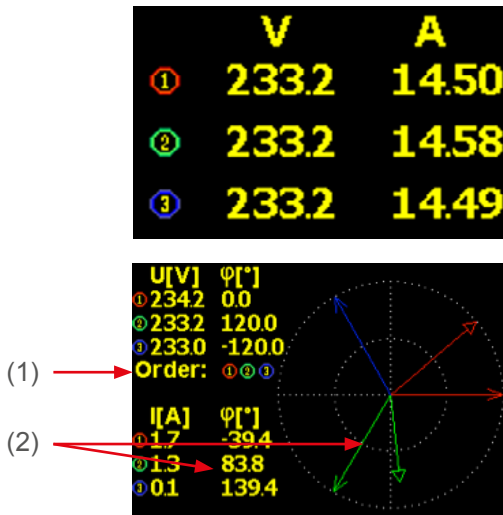 V A
1 233.2 14.50
2 233.2 14.58
3 233.2 14.49
U[V] φ[°]
1 234.2 0.0
2 233.2 120.0
3 233.0 -120.0
(1)
Order: 1 2 3
I[A] φ[°]
(2)
1 1.7 -39.4
2 1.3 83.8
3 0.1 139.4